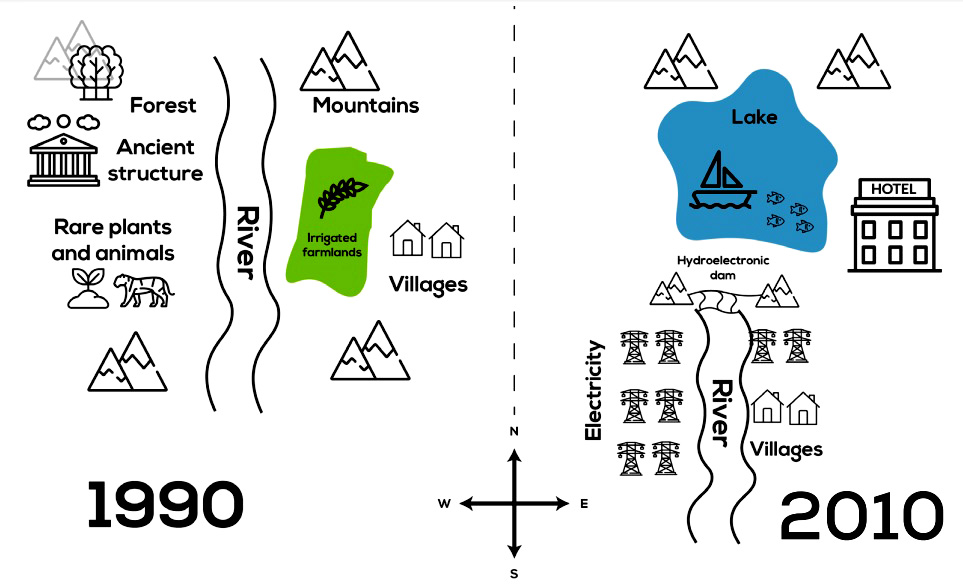 Forest
Ancient
structure
Rare plants
and animals
River
Mountains
Irrigated
farmlands
Villages
1990
N
W
E
S
Lake
HOTEL
Hydroelectronic
dam
Electricity
River
Villages
2010